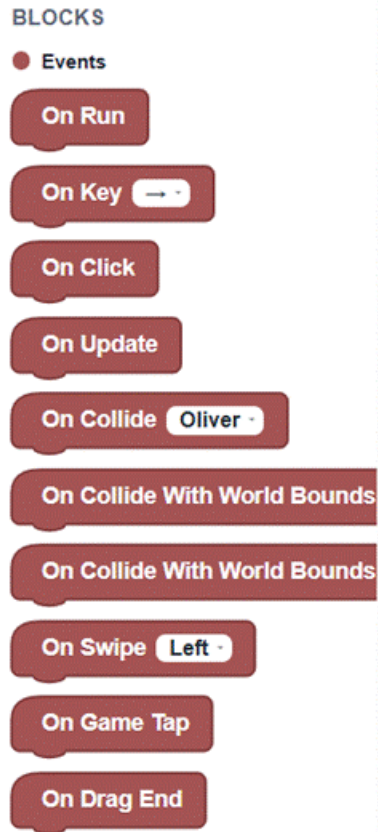 BLOCKS
Events
On Run
On Key →
On Click
On Update
On Collide Oliver
On Collide With World Bounds
On Collide With World Bounds
On Swipe Left
On Game Tap
On Drag End